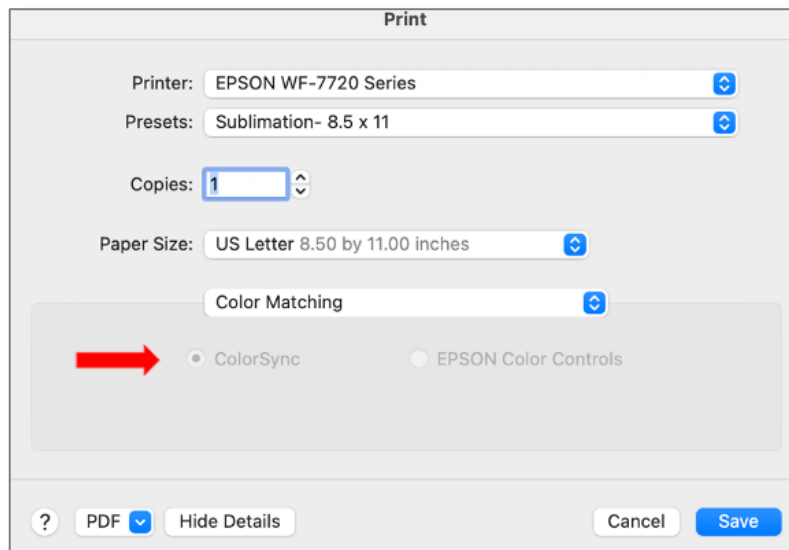 Print
Printer: EPSON WF-7720 Series
Presets: Sublimation- 8.5 x 11
Copies: 1
Paper Size: US Letter 8.50 by 11.00 inches
Color Matching
ColorSync EPSON Color Controls
? PDF Hide Details Cancel Save